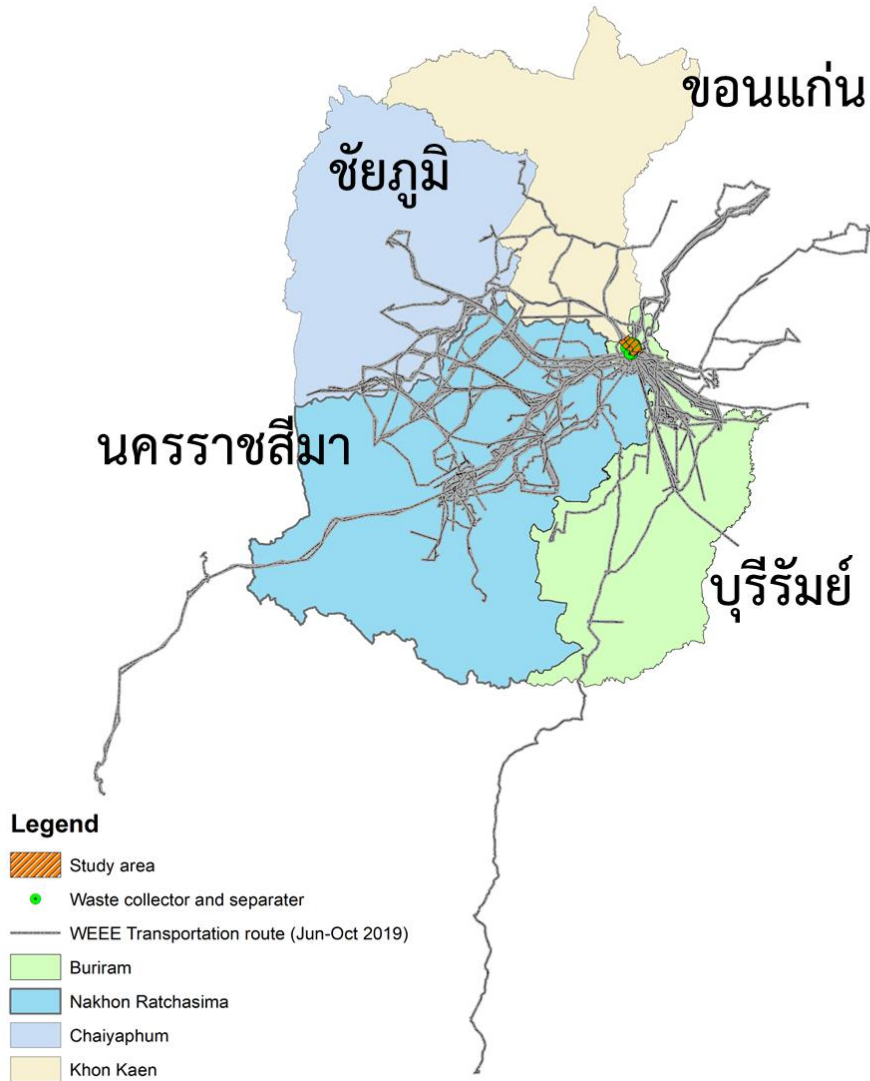 ขอนแก่น
ชัยภูมิ
นครราชสีมา
บุรีรัมย์
Legend
Study area
Waste collector and separater
WEEE Transportation route (Jun-Oct 2019)
Buriram
Nakhon Ratchasima
Chaiyaphum
Khon Kaen